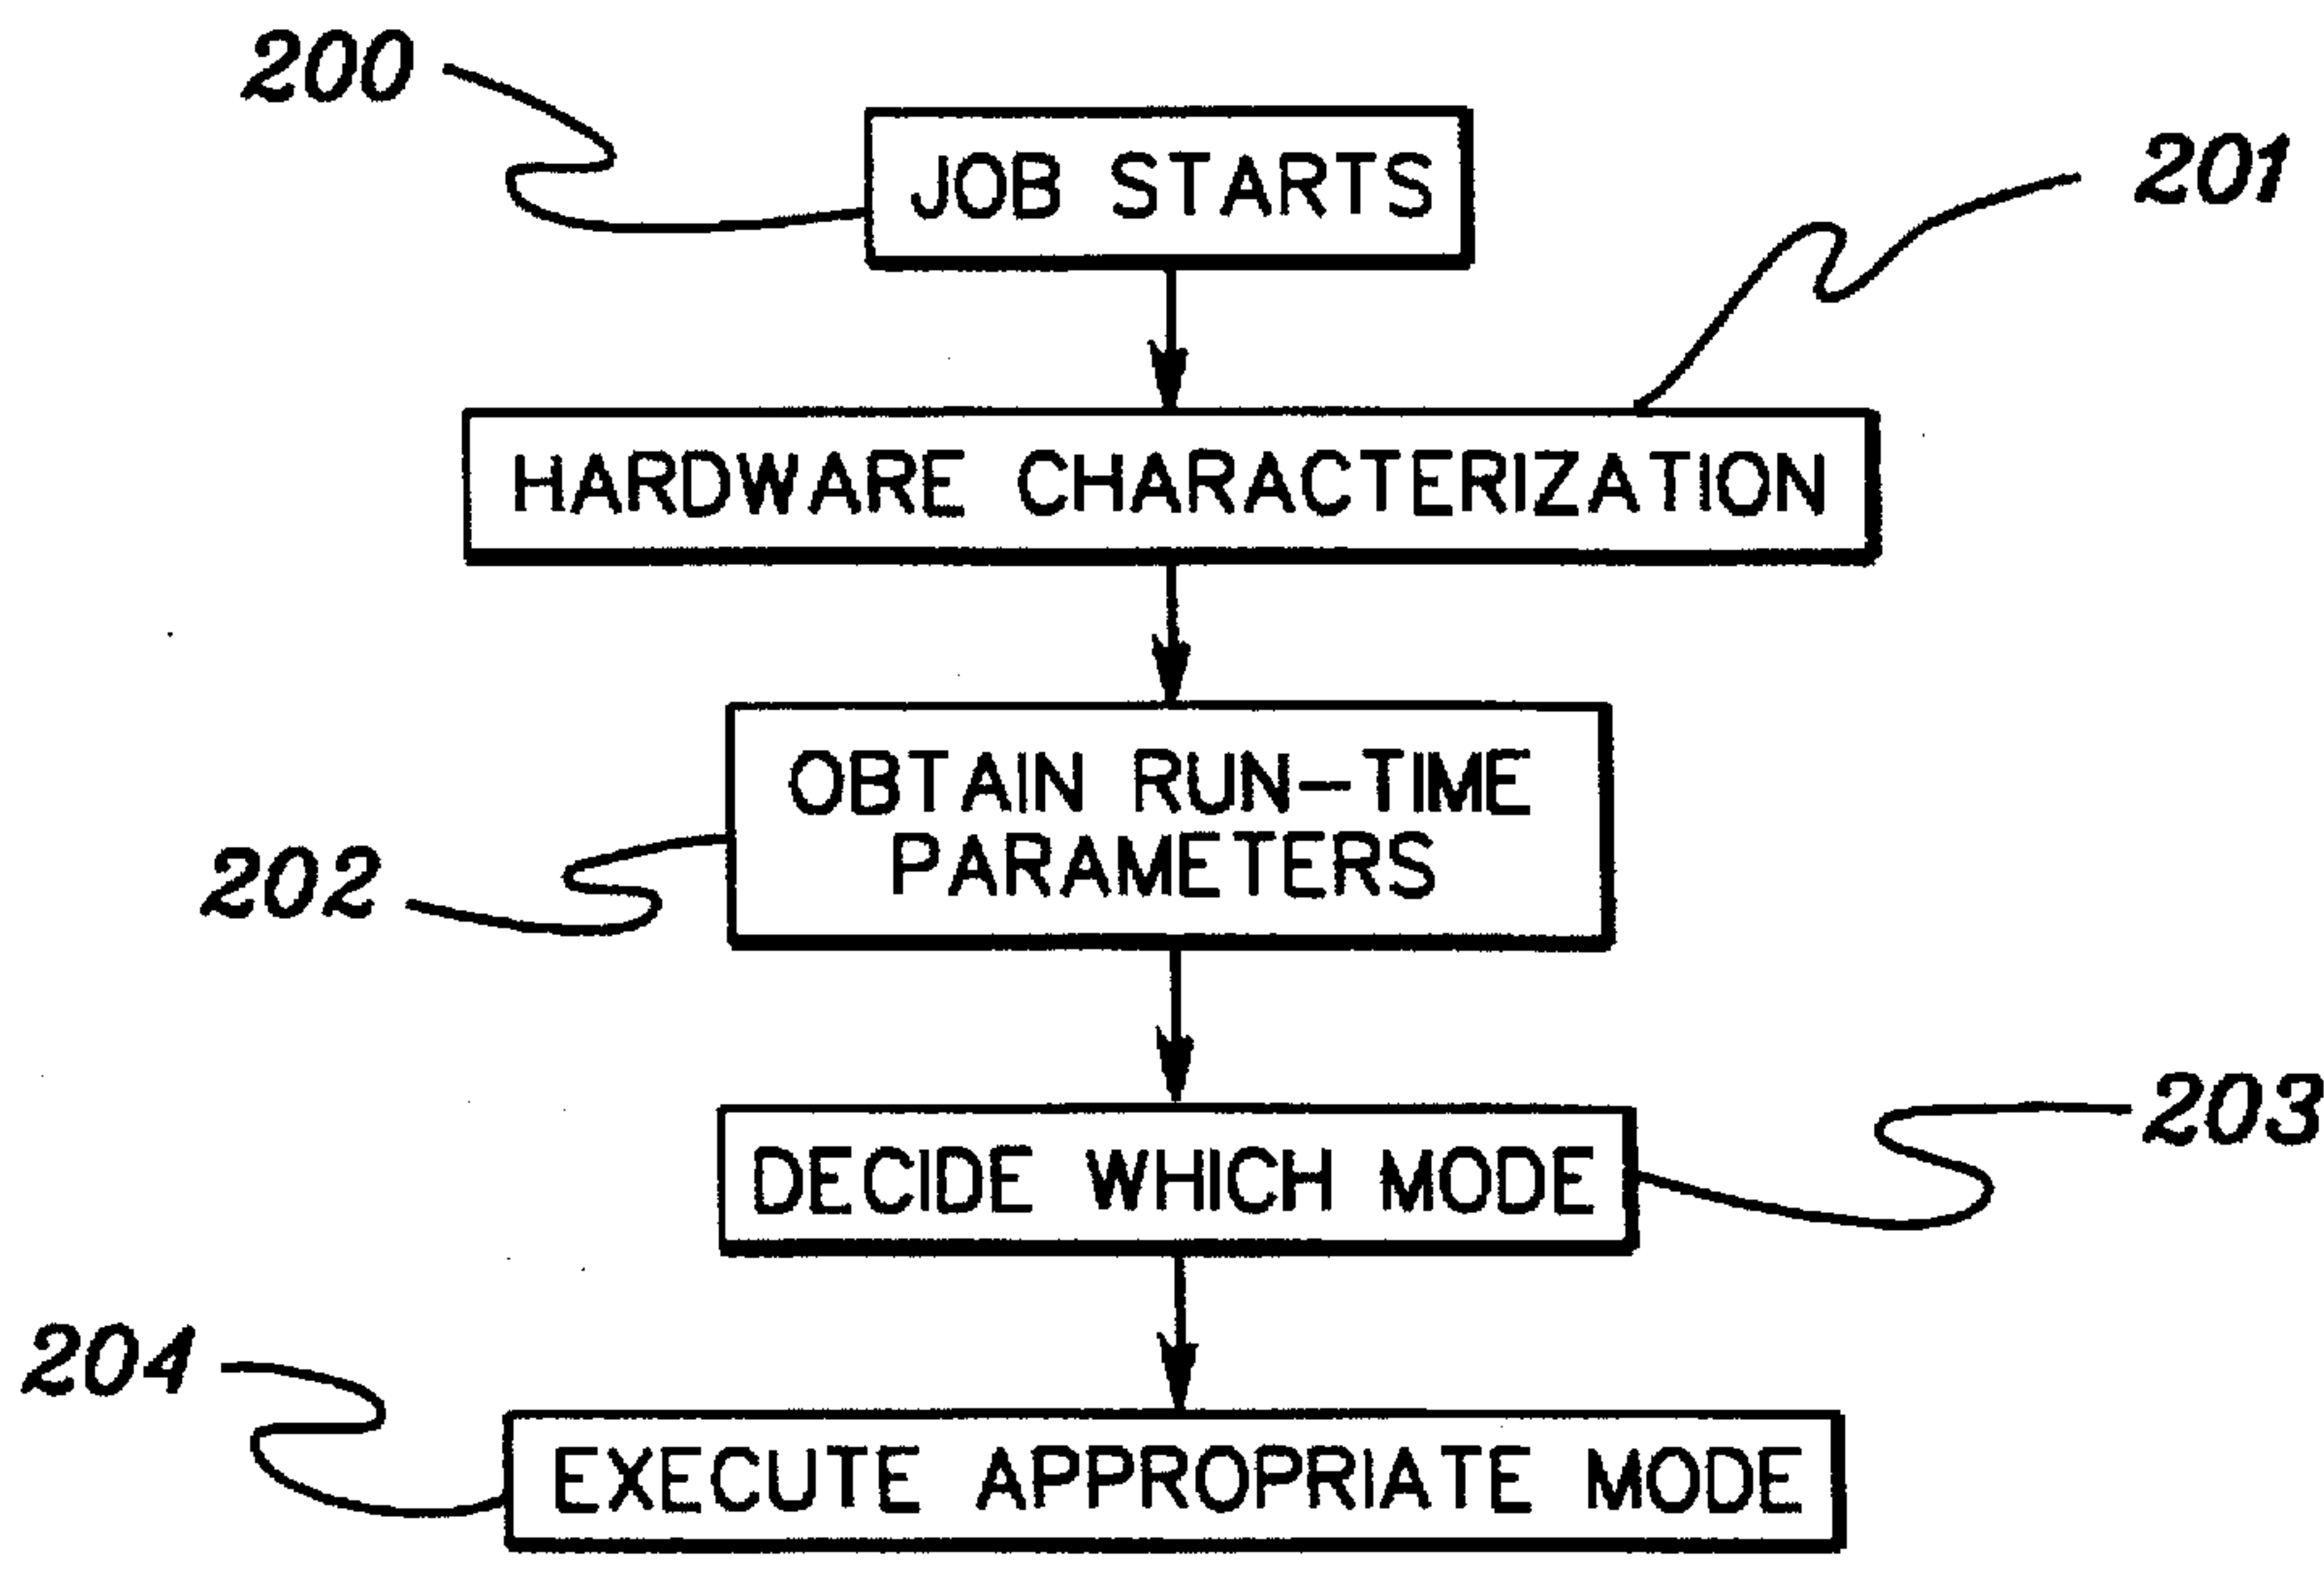 200
JOB STARTS
201
HARDWARE CHARACTERIZATION
OBTAIN RUN-TIME
PARAMETERS
202
DECIDE WHICH MODE
203
204
EXECUTE APPROPRIATE MODE